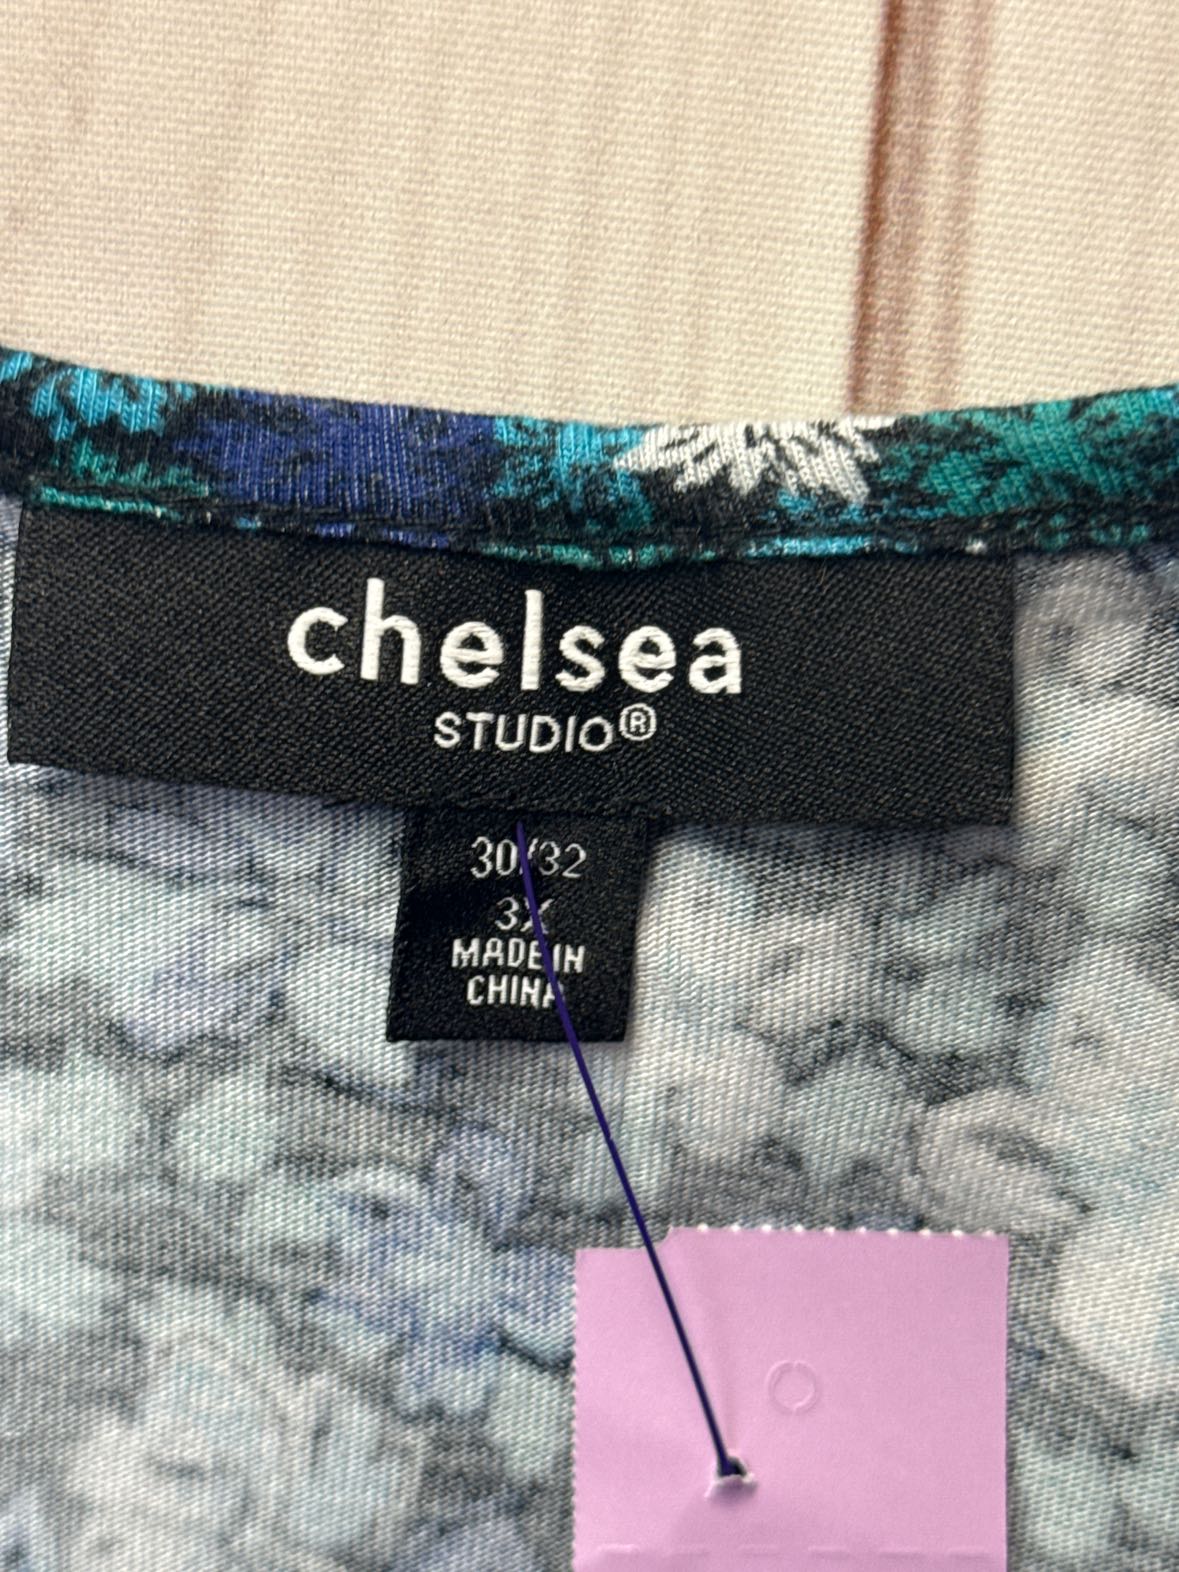 chelsea
STUDIO®
30/32
3X
MADE IN
CHINA